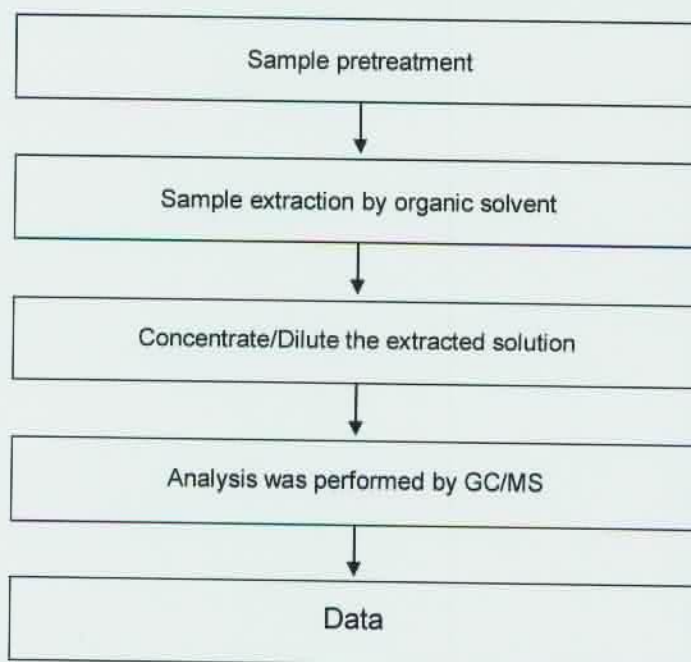 Sample pretreatment
Sample extraction by organic solvent
Concentrate/Dilute the extracted solution
Analysis was performed by GC/MS
Data